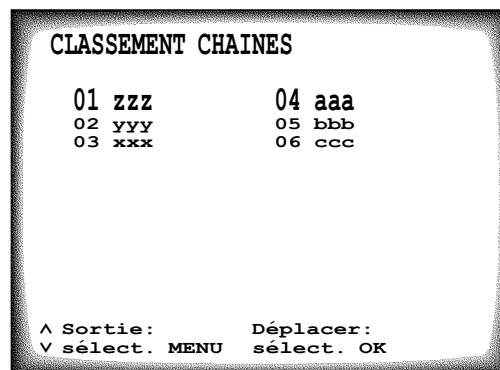 CLASSEMENT CHAINES
01 zzz 04 aaa
02 yyy 05 bbb
03 xxx 06 ccc
∧ Sortie: Déplacer:
∨ sélect. MENU sélect. OK